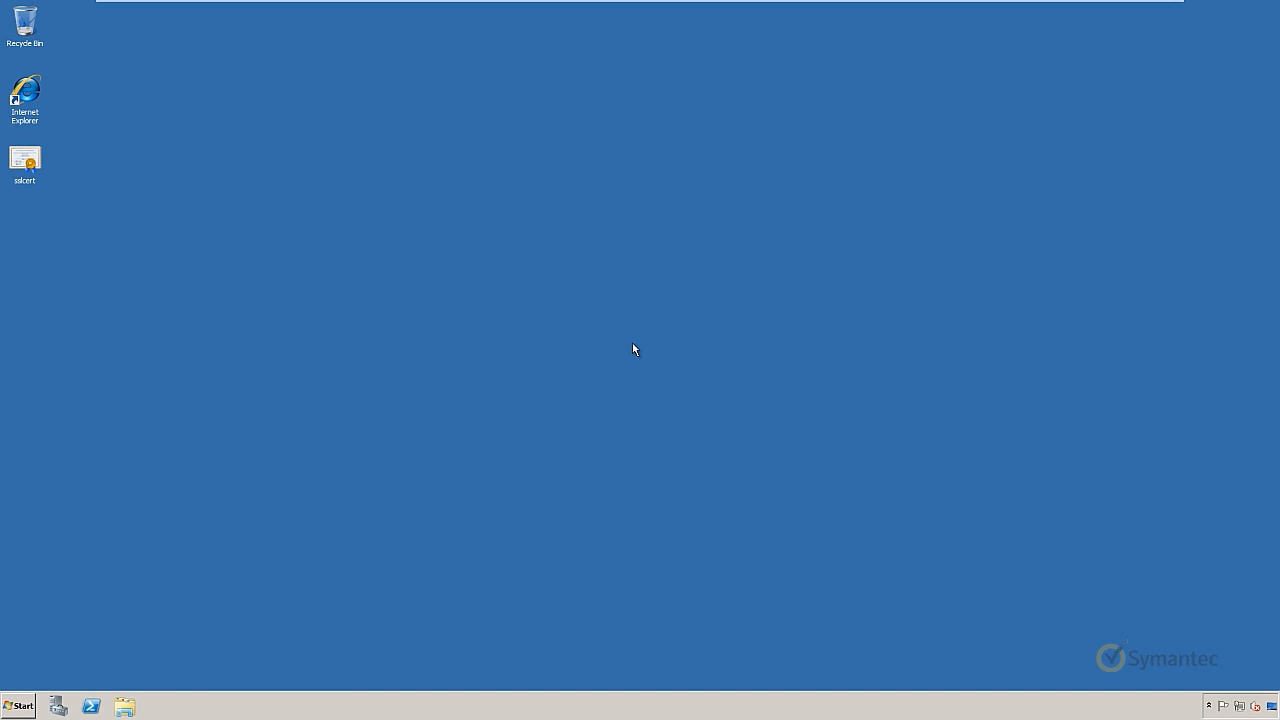 Recycle Bin
Internet
Explorer
sslcert
Symantec
Start